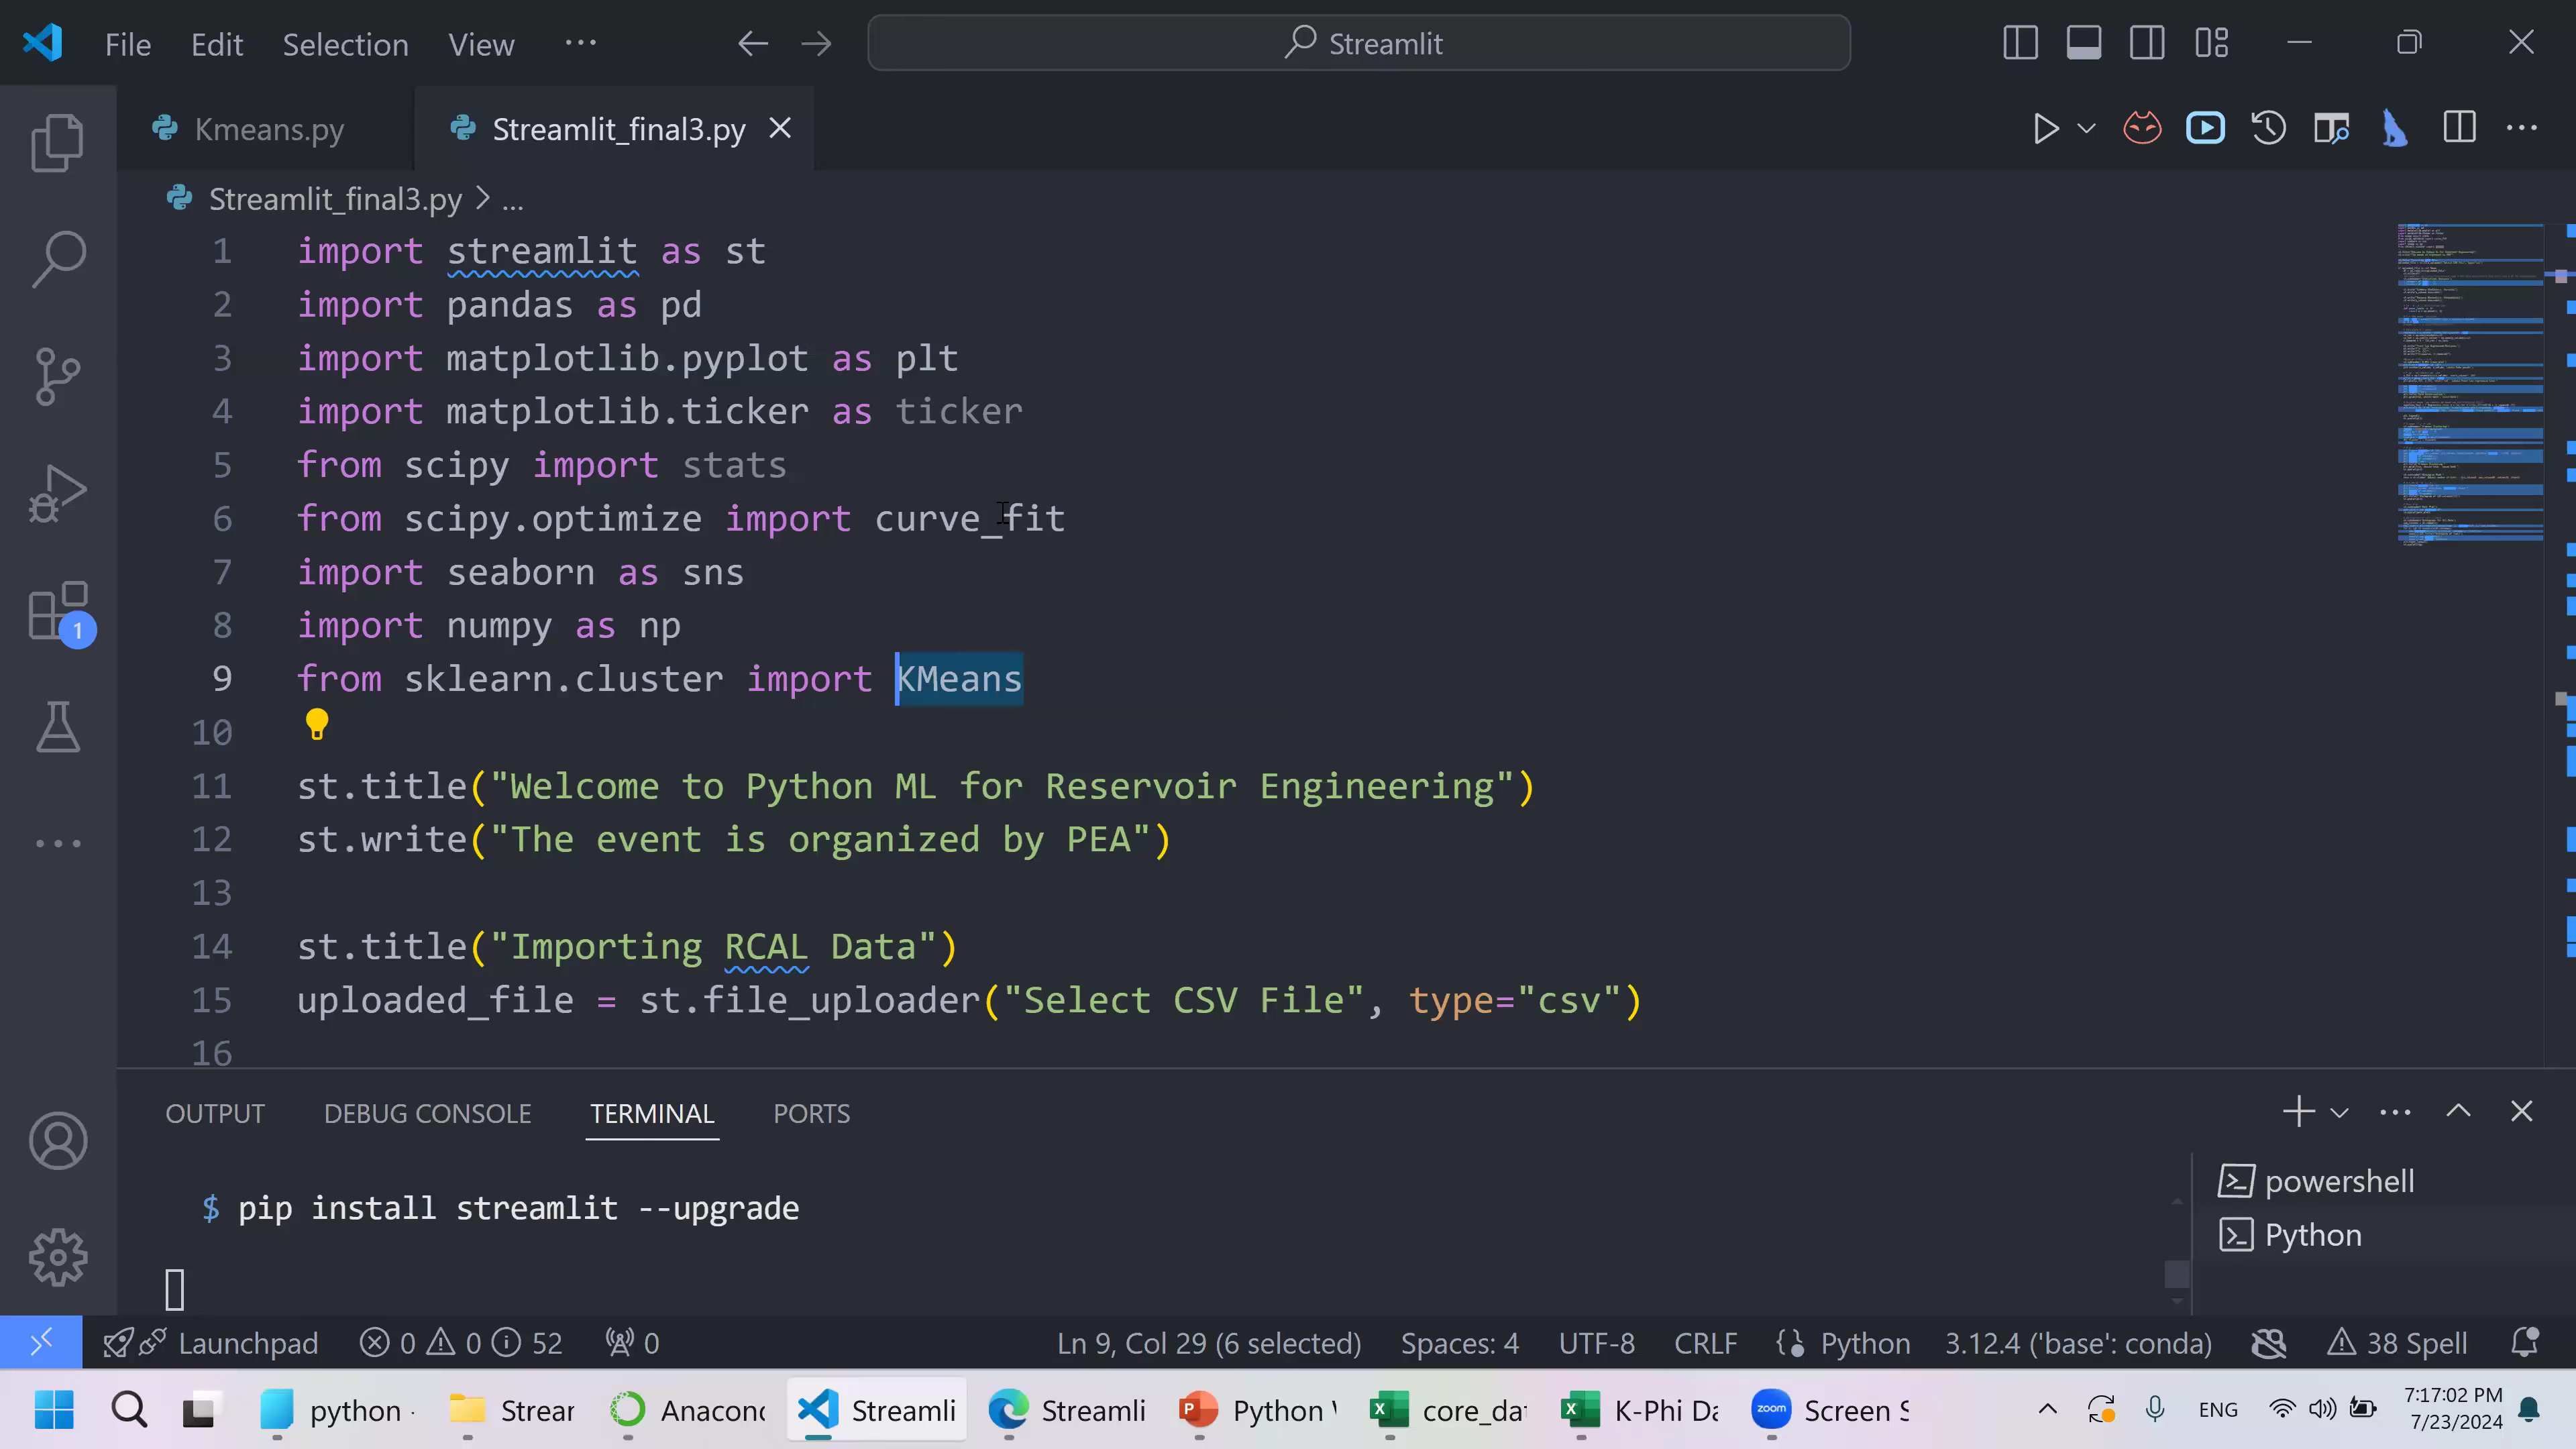 File Edit Selection View ... Streamlit
Kmeans.py Streamlit_final3.py
Streamlit_final3.py > ...
1 import streamlit as st
2 import pandas as pd
3 import matplotlib.pyplot as plt
4 import matplotlib.ticker as ticker
5 from scipy import stats
6 from scipy.optimize import curve_fit
7 import seaborn as sns
8 import numpy as np
9 from sklearn.cluster import KMeans
10
11 st.title("Welcome to Python ML for Reservoir Engineering")
12 st.write("The event is organized by PEA")
13
14 st.title("Importing RCAL Data")
15 uploaded_file = st.file_uploader("Select CSV File", type="csv")
16
1
OUTPUT DEBUG CONSOLE TERMINAL PORTS
$ pip install streamlit --upgrade
powershell
Python
Launchpad 0 0 52 0 Ln 9, Col 29 (6 selected) Spaces: 4 UTF-8 CRLF {} Python 3.12.4 ('base': conda) 38 Spell
python - Strear Anacond Streamli Streamli Python core_dat K-Phi Da zoom Screen S ENG 7:17:02 PM
7/23/2024